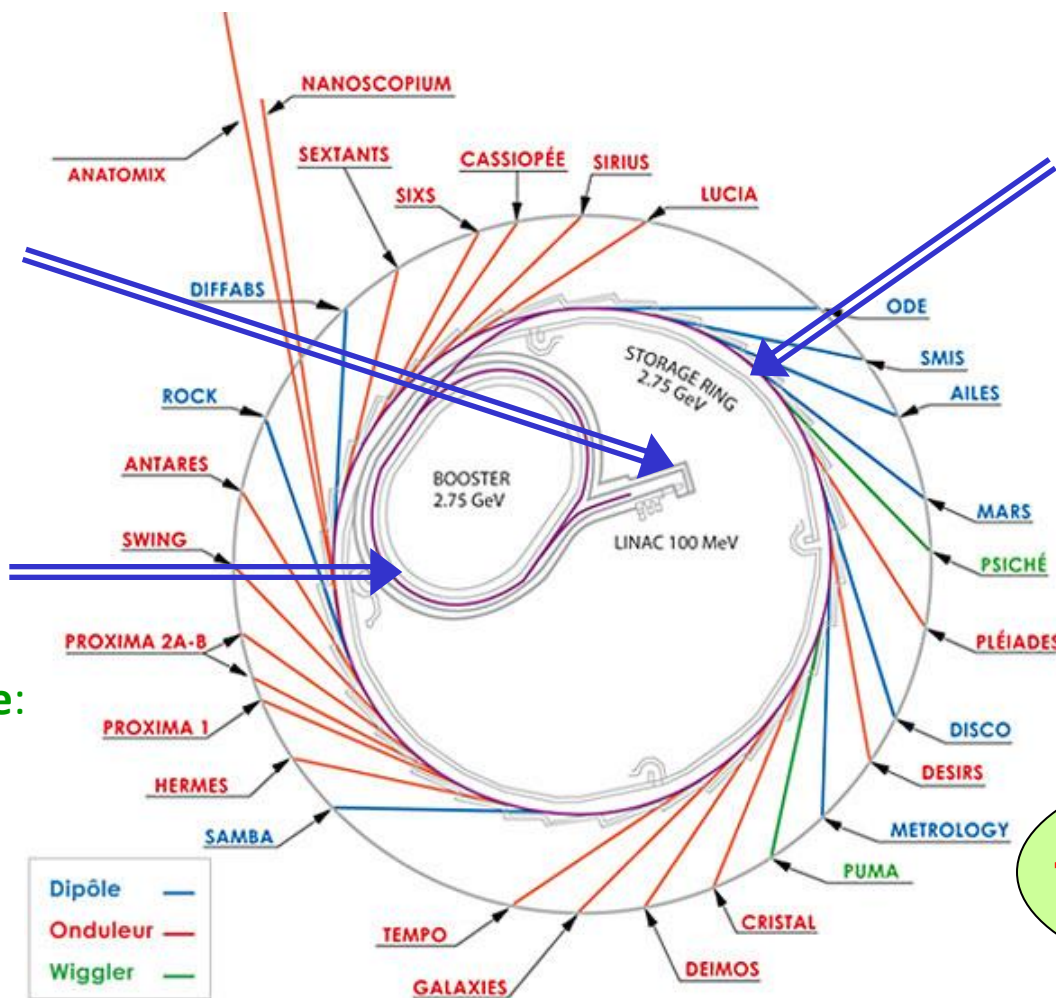 NANOSCOPIUM
ANATOMIX
SEXTANTS
CASSIOPÉE
SIRIUS
SIXS
LUCIA
DIFFABS
ODE
STORAGE RING
2.75 GeV
SMIS
ROCK
AILES
ANTARES
BOOSTER
2.75 GeV
MARS
SWING
LINAC 100 MeV
PSICHÉ
PROXIMA 2A-B
PLÉIADES
e:
PROXIMA 1
DISCO
HERMES
DESIRS
SAMBA
METROLOGY
PUMA
Dipôle
Onduleur
Wiggler
TEMPO
CRISTAL
GALAXIES
DEIMOS